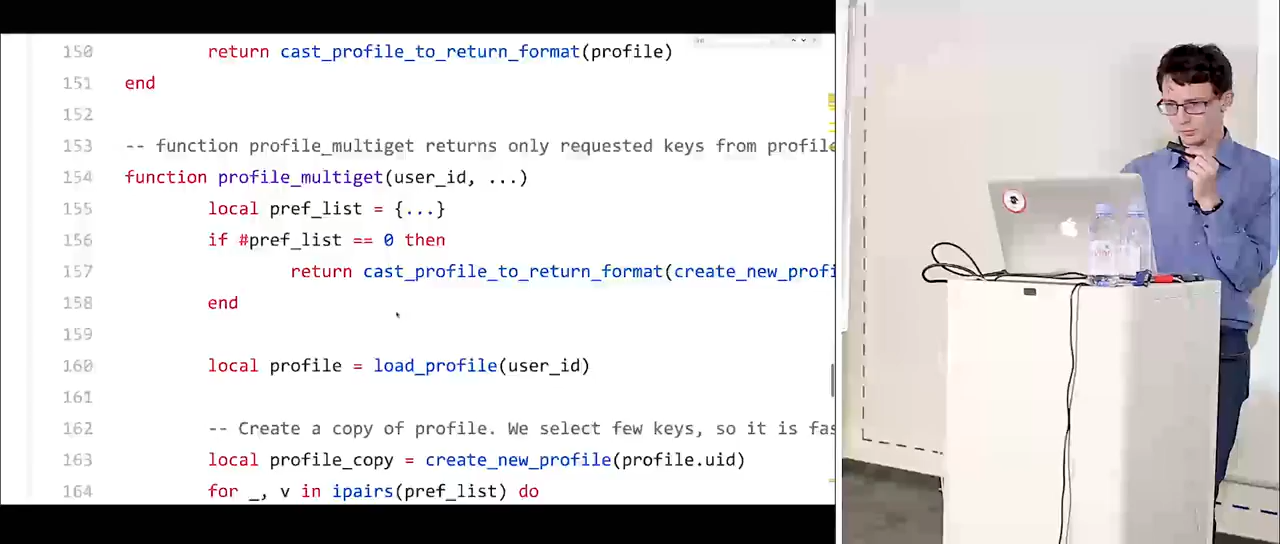 150 return cast_profile_to_return_format(profile)
151 end
152
153 -- function profile_multiget returns only requested keys from profile
154 function profile_multiget(user_id, ...)
155 local pref_list = {...}
156 if #pref_list == 0 then
157 return cast_profile_to_return_format(create_new_profi
158 end
159
160 local profile = load_profile(user_id)
161
162 -- Create a copy of profile. We select few keys, so it is fas
163 local profile_copy = create_new_profile(profile.uid)
164 for _, v in ipairs(pref_list) do